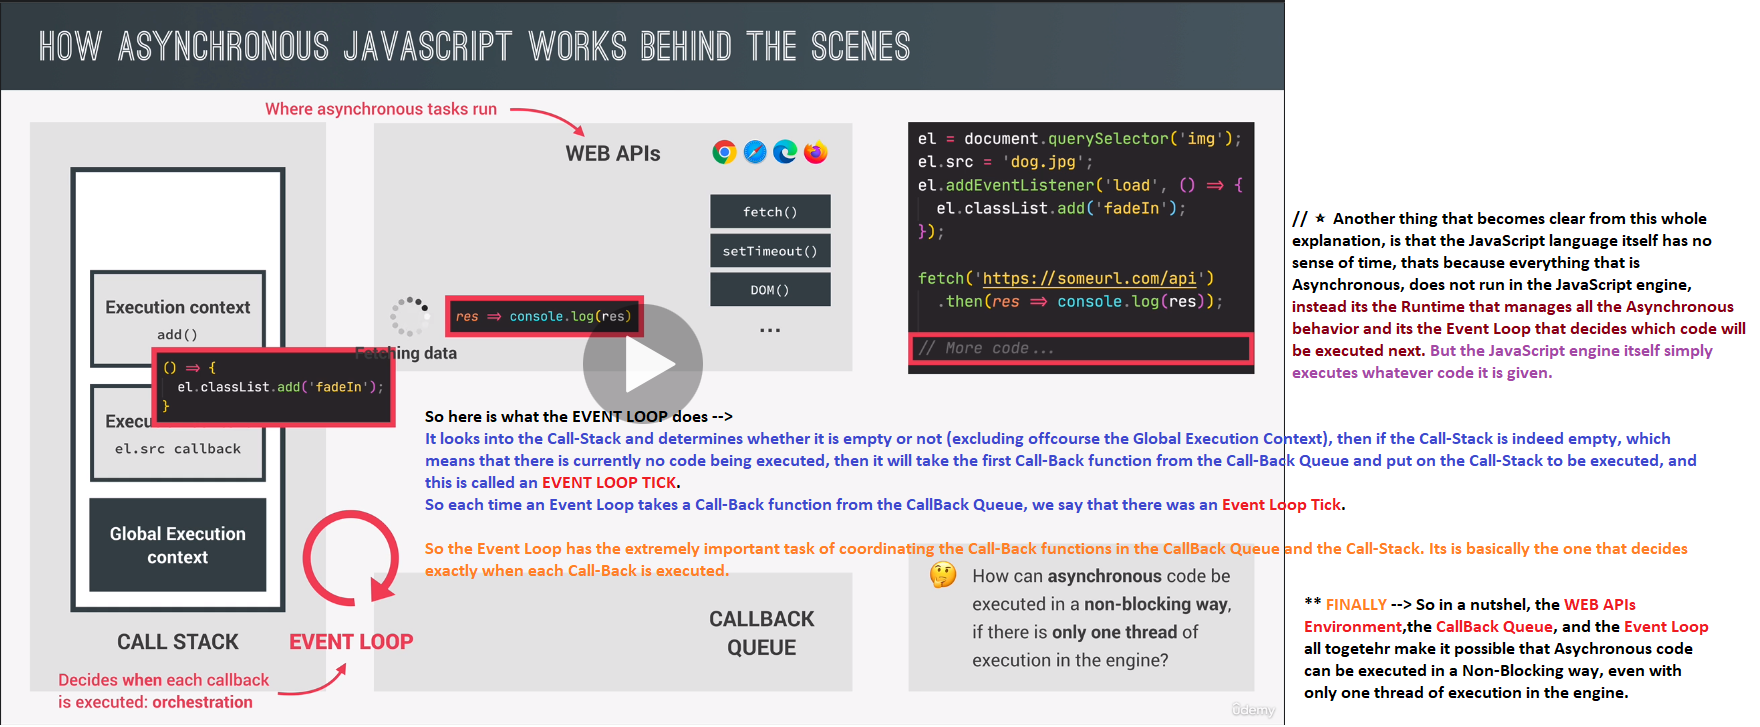 HOW ASYNCHRONOUS JAVASCRIPT WORKS BEHIND THE SCENES
Where asynchronous tasks run
WEB APIs
fetch()
setTimeout()
DOM()
...
res => console.log(res)
Fetching data
Execution context
add()
() => {
el.classList.add('fadeIn');
}
Execu
el.src callback
Global Execution
context
CALL STACK
EVENT LOOP
Decides when each callback
is executed: orchestration
CALLBACK
QUEUE
el = document.querySelector('img');
el.src = 'dog.jpg';
el.addEventListener('load', () => {
el.classList.add('fadeIn');
});
fetch('https://someurl.com/api')
.then(res => console.log(res));
// More code...
So here is what the EVENT LOOP does -->
It looks into the Call-Stack and determines whether it is empty or not (excluding offcourse the Global Execution Context), then if the Call-Stack is indeed empty, which
means that there is currently no code being executed, then it will take the first Call-Back function from the Call-Back Queue and put on the Call-Stack to be executed, and
this is called an EVENT LOOP TICK.
So each time an Event Loop takes a Call-Back function from the CallBack Queue, we say that there was an Event Loop Tick.
So the Event Loop has the extremely important task of coordinating the Call-Back functions in the CallBack Queue and the Call-Stack. Its is basically the one that decides
exactly when each Call-Back is executed.
How can asynchronous code be
executed in a non-blocking way,
if there is only one thread of
execution in the engine?
ûdemy
// ⭐ Another thing that becomes clear from this whole
explanation, is that the JavaScript language itself has no
sense of time, thats because everything that is
Asynchronous, does not run in the JavaScript engine,
instead its the Runtime that manages all the Asynchronous
behavior and its the Event Loop that decides which code will
be executed next. But the JavaScript engine itself simply
executes whatever code it is given.
** FINALLY --> So in a nutshel, the WEB APIs
Environment,the CallBack Queue, and the Event Loop
all togetehr make it possible that Asychronous code
can be executed in a Non-Blocking way, even with
only one thread of execution in the engine.